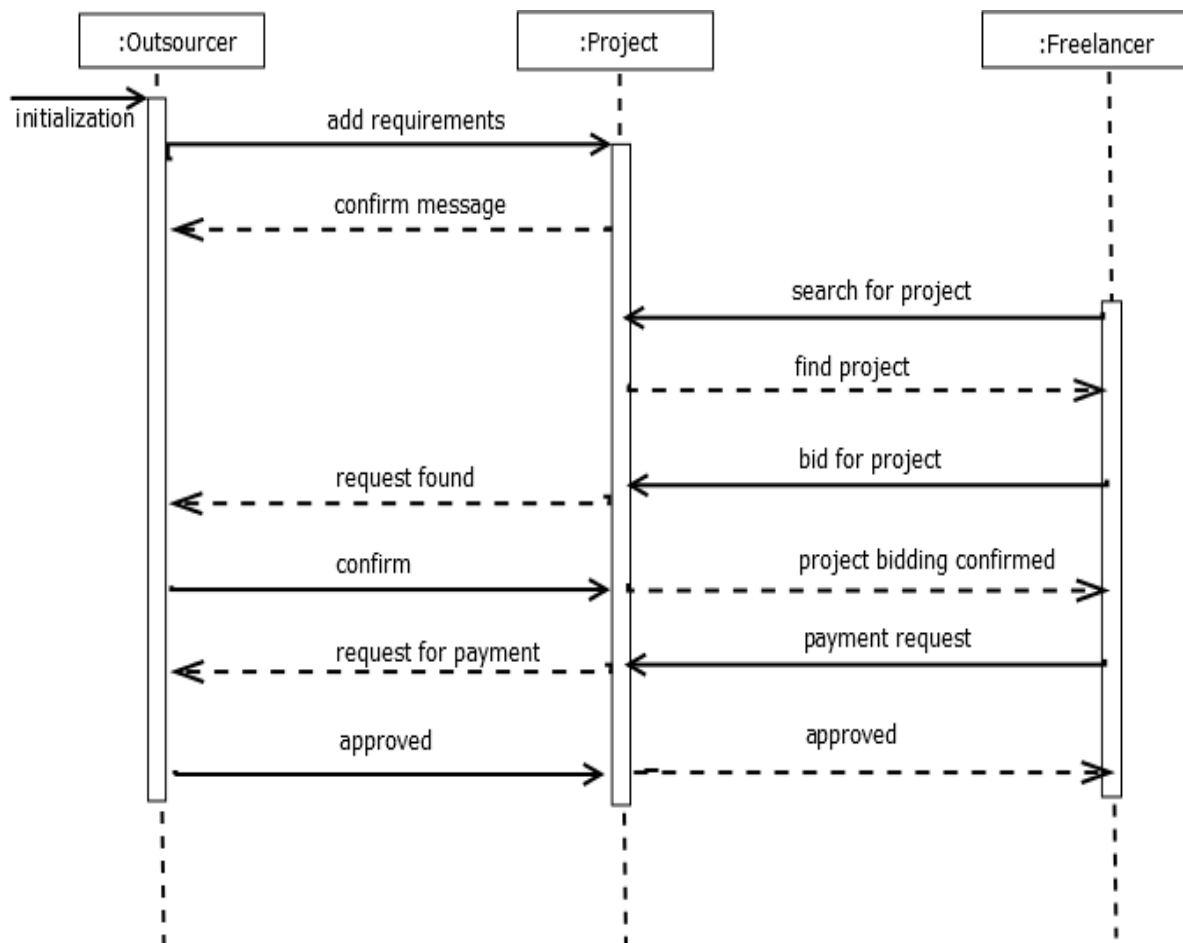 :Outsourcer
:Project
:Freelancer
initialization
add requirements
confirm message
search for project
find project
bid for project
request found
confirm
project bidding confirmed
payment request
request for payment
approved
approved